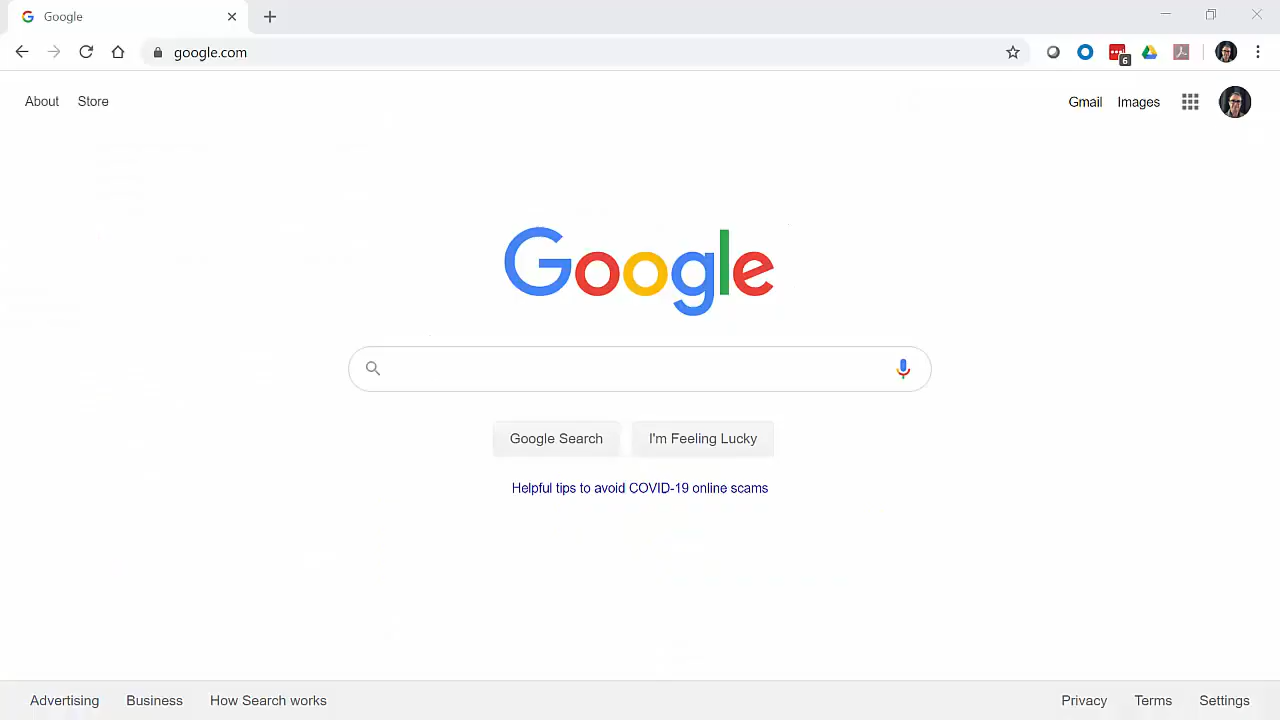 Google
google.com
6
About Store Gmail Images
Google
Google Search I'm Feeling Lucky
Helpful tips to avoid COVID-19 online scams
Advertising Business How Search works Privacy Terms Settings